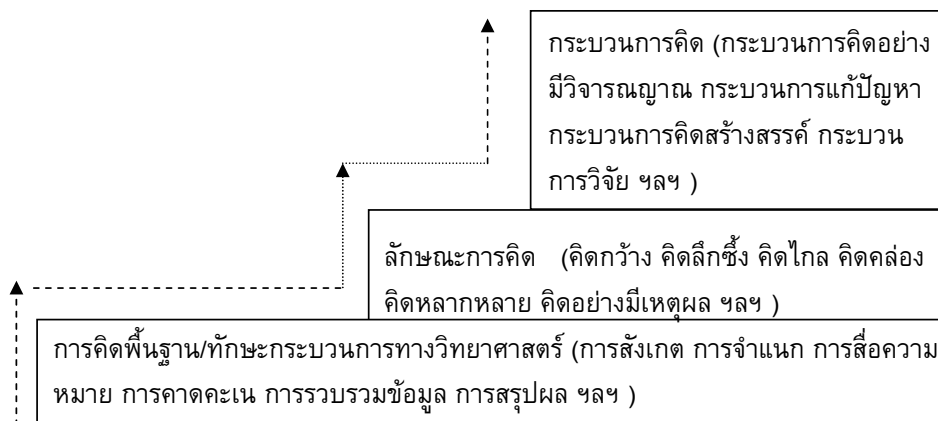 กระบวนการคิด (กระบวนการคิดอย่าง
มีวิจารณญาณ กระบวนการแก้ปัญหา
กระบวนการคิดสร้างสรรค์ กระบวน
การวิจัย ฯลฯ )
ลักษณะการคิด (คิดกว้าง คิดลึกซึ้ง คิดไกล คิดคล่อง
คิดหลากหลาย คิดอย่างมีเหตุผล ฯลฯ )
การคิดพื้นฐาน/ทักษะกระบวนการทางวิทยาศาสตร์ (การสังเกต การจำแนก การสื่อความ
หมาย การคาดคะเน การรวบรวมข้อมูล การสรุปผล ฯลฯ )